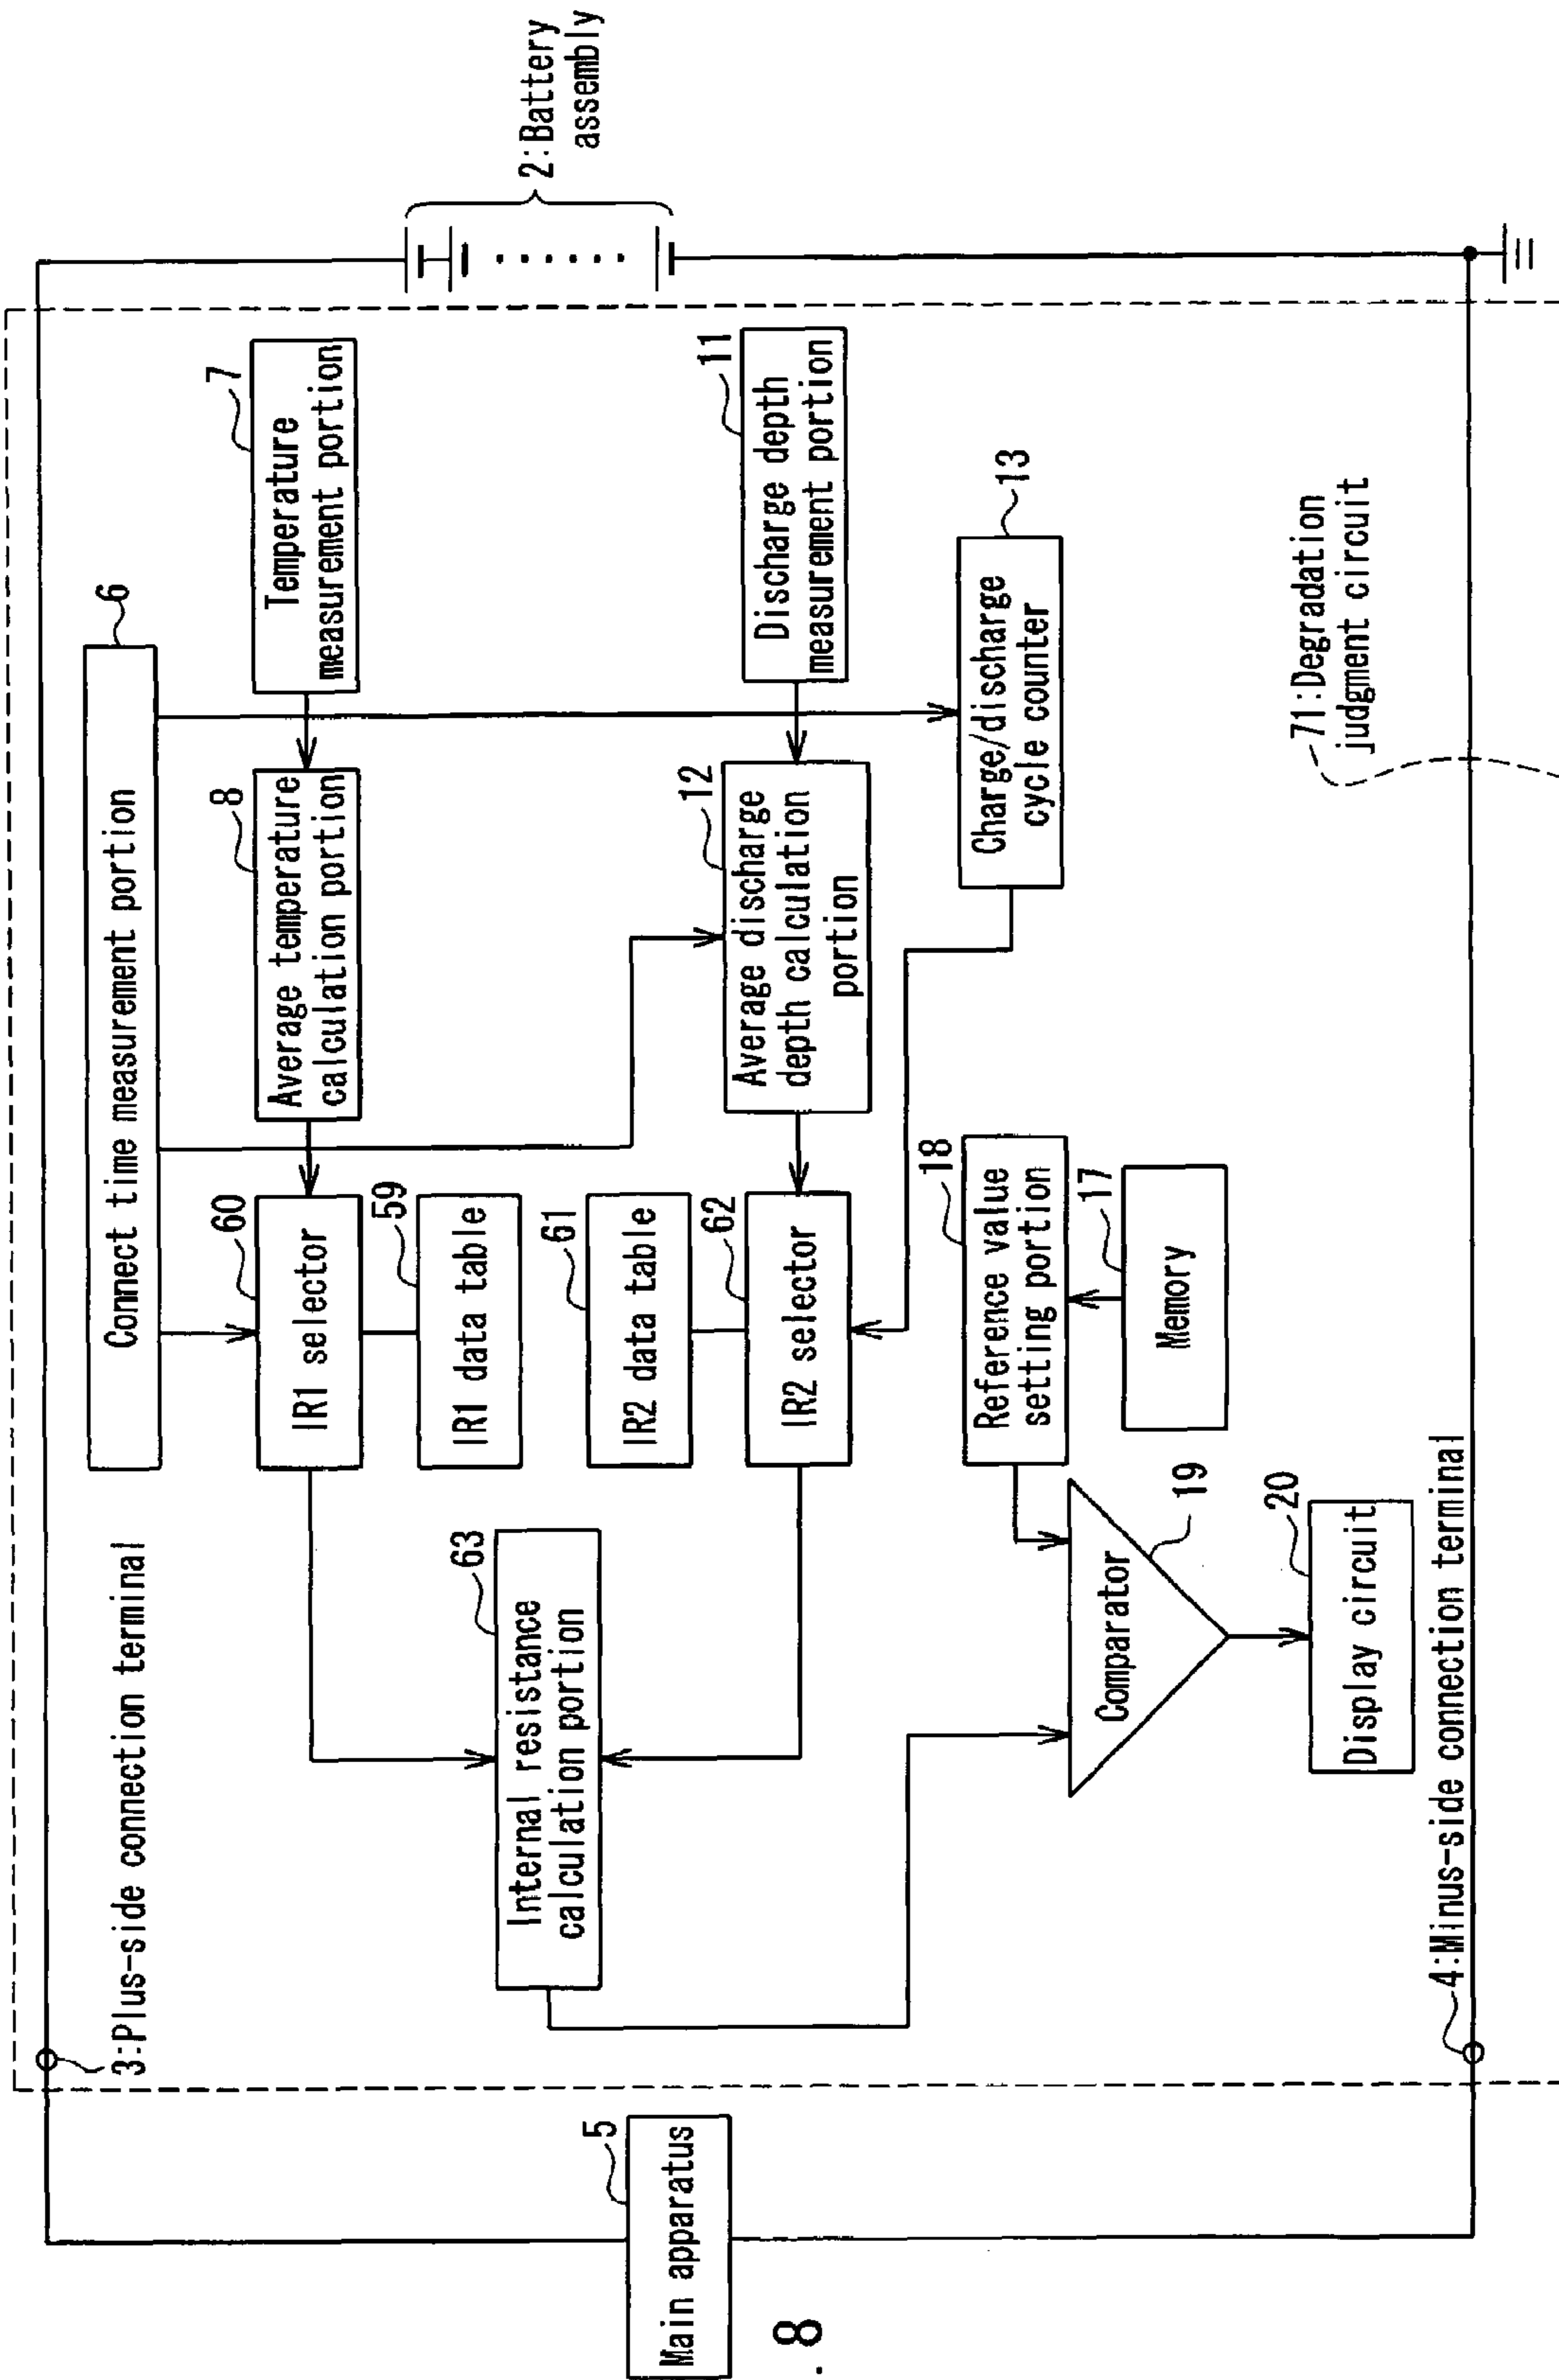 3:Plus-side connection terminal
6
Connect time measurement portion
7
Temperature
measurement portion
8
Average temperature
calculation portion
60
IR1 selector
59
IR1 data table
61
IR2 data table
62
IR2 selector
63
Internal resistance
calculation portion
11
Discharge depth
measurement portion
12
Average discharge
depth calculation
portion
13
Charge/discharge
cycle counter
18
Reference value
setting portion
17
Memory
Comparator
19
20
Display circuit
4:Minus-side connection terminal
71:Degradation
judgment circuit
2:Battery
assembly
5
Main apparatus
. 8